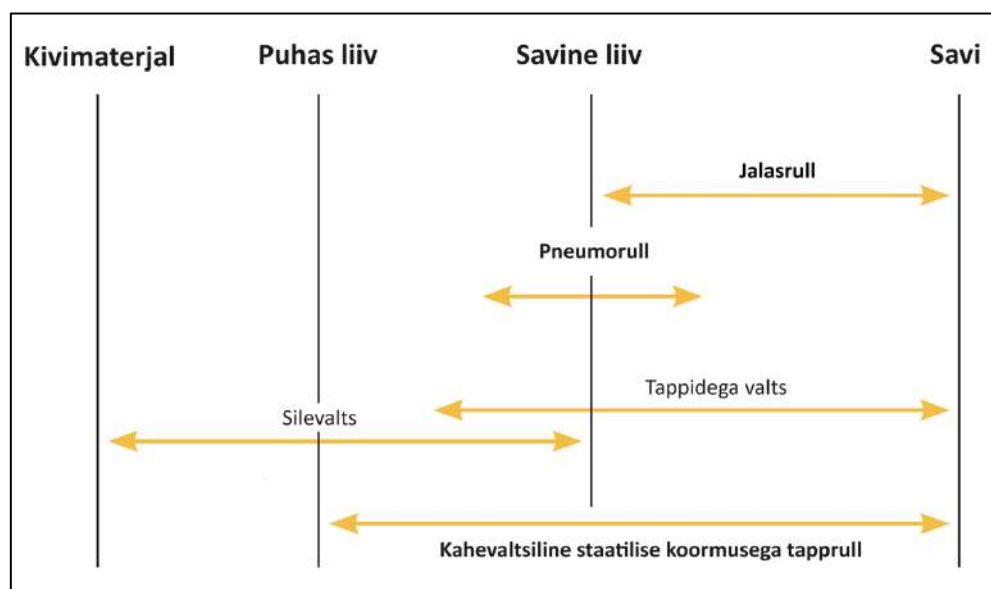 Kivimaterjal Puhas liiv Savine liiv Savi
Jalasrull
Pneumorull
Tappidega valts
Silevalts
Kahevaltsiline staatilise koormusega tapprull